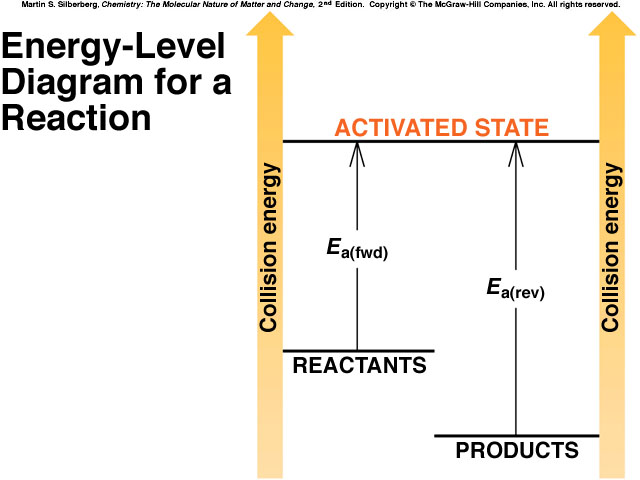 Martin S. Silberberg, Chemistry: The Molecular Nature of Matter and Change, 2nd Edition. Copyright © The McGraw-Hill Companies, Inc. All rights reserved.
Energy-Level
Diagram for a
Reaction
ACTIVATED STATE
Collision energy
Ea(fwd)
Ea(rev)
Collision energy
REACTANTS
PRODUCTS